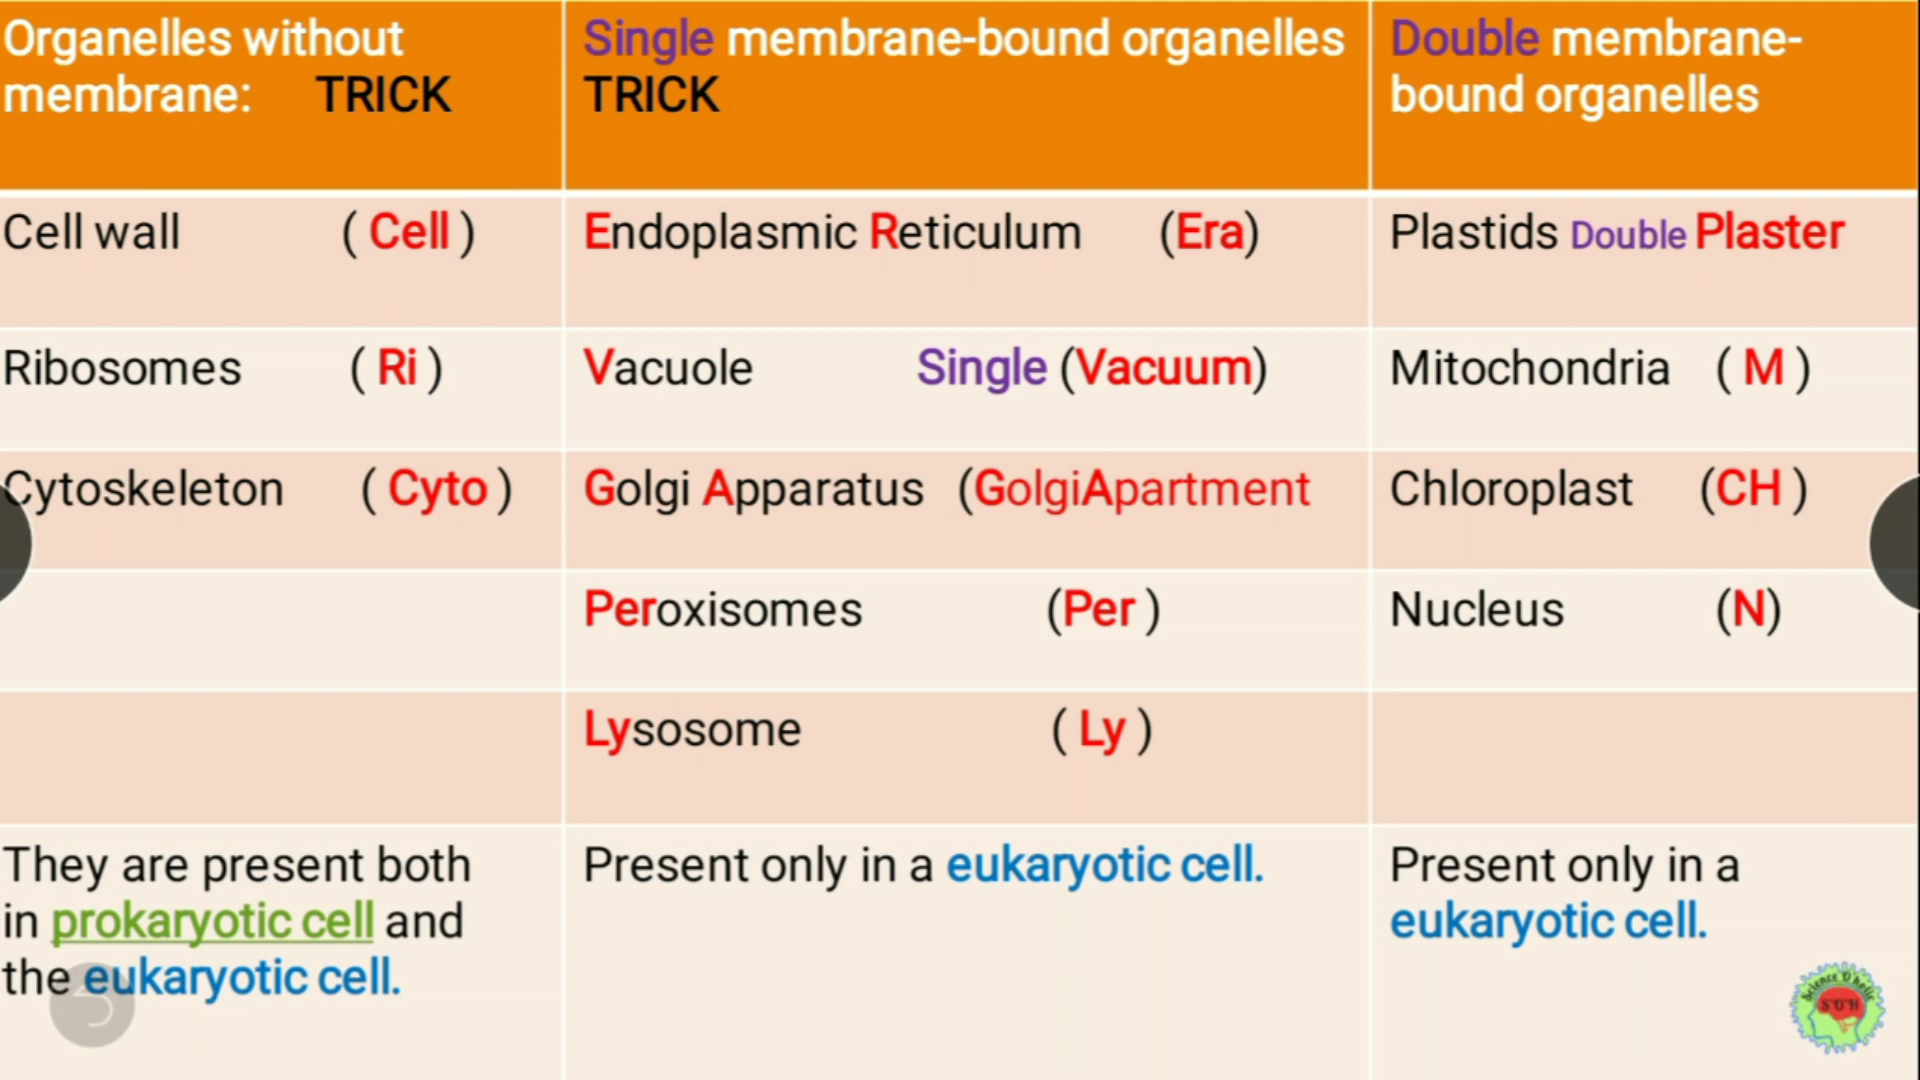 Organelles without
membrane: TRICK
Single membrane-bound organelles
TRICK
Double membrane-
bound organelles
Cell wall ( Cell )
Endoplasmic Reticulum (Era)
Plastids Double Plaster
Ribosomes ( Ri )
Vacuole Single (Vacuum)
Mitochondria ( M )
Cytoskeleton ( Cyto )
Golgi Apparatus (GolgiApartment
Chloroplast (CH )
Peroxisomes (Per )
Nucleus (N)
Lysosome ( Ly )
They are present both
in prokaryotic cell and
the eukaryotic cell.
Present only in a eukaryotic cell.
Present only in a
eukaryotic cell.
Science D'holic
S'D'H